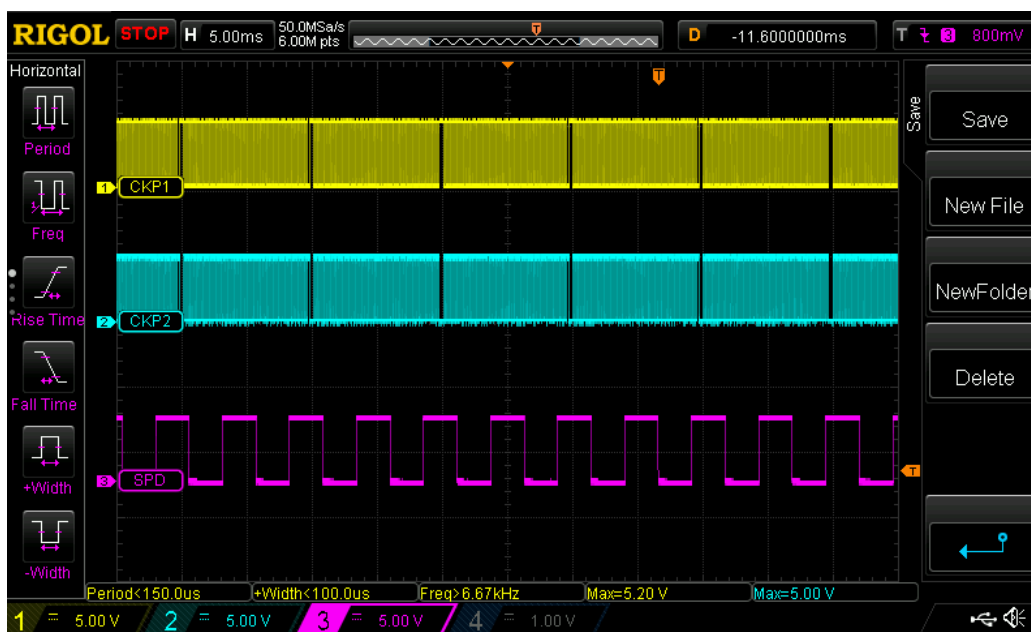 RIGOL STOP H 5.00ms 50.0MSa/s 6.00M pts T D -11.6000000ms T 3 800mV
Horizontal
Period
Freq
Rise Time
Fall Time
+Width
-Width
T
1 CKP1
2 CKP2
3 SPD
T
Save
Save
New File
NewFolder
Delete
Period<150.0us +Width<100.0us Freq>6.67kHz Max=5.20 V Max=5.00 V
1 5.00 V 2 5.00 V 3 5.00 V 4 1.00 V